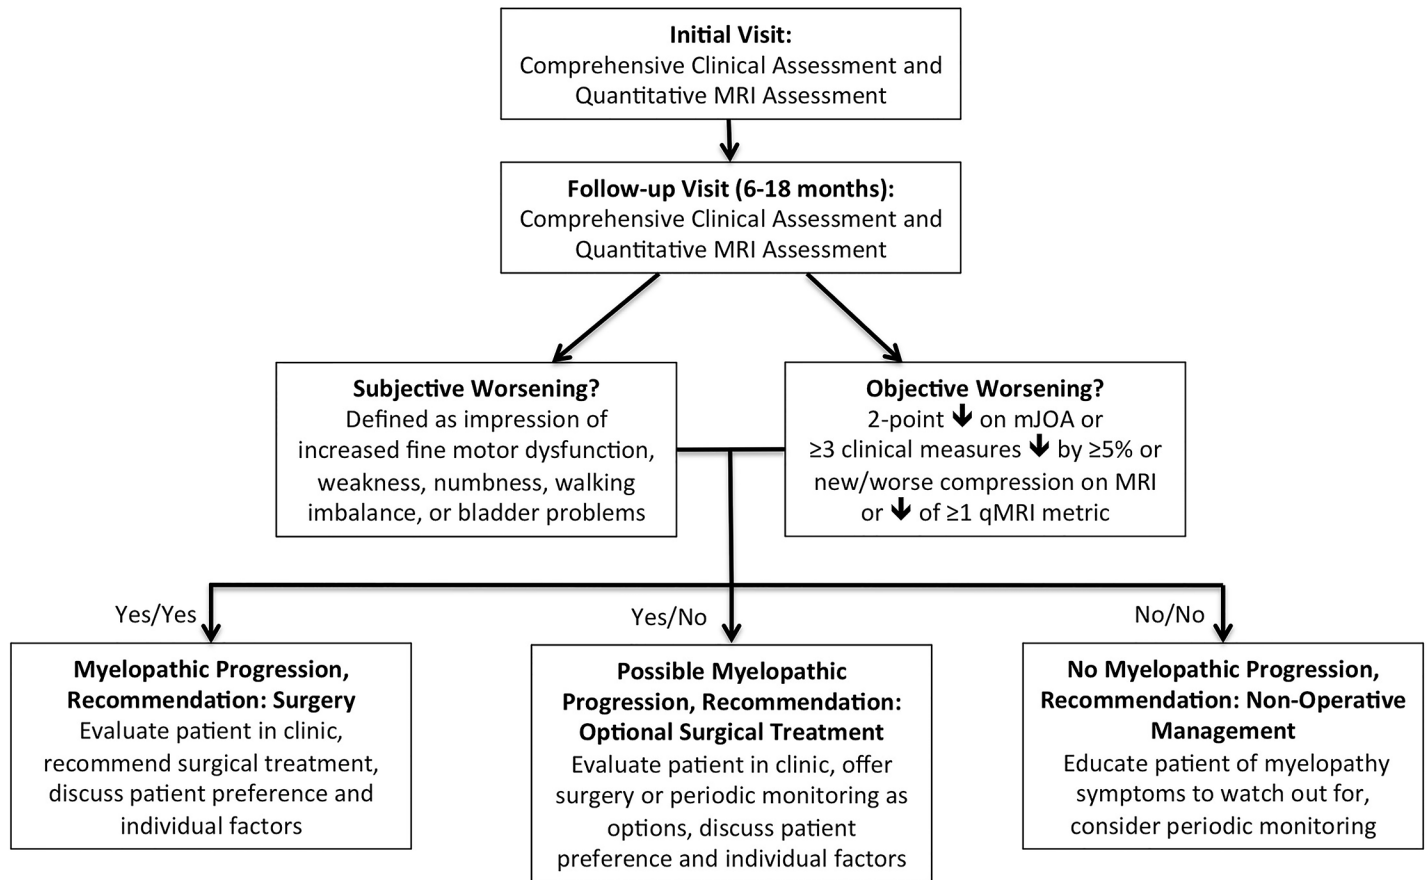 Initial Visit:
Comprehensive Clinical Assessment and
Quantitative MRI Assessment
Follow-up Visit (6-18 months):
Comprehensive Clinical Assessment and
Quantitative MRI Assessment
Subjective Worsening?
Defined as impression of
increased fine motor dysfunction,
weakness, numbness, walking
imbalance, or bladder problems
Objective Worsening?
2-point 🡫 on mJOA or
≥3 clinical measures 🡫 by ≥5% or
new/worse compression on MRI
or 🡫 of ≥1 qMRI metric
Yes/Yes
Yes/No
No/No
Myelopathic Progression,
Recommendation: Surgery
Evaluate patient in clinic,
recommend surgical treatment,
discuss patient preference and
individual factors
Possible Myelopathic
Progression, Recommendation:
Optional Surgical Treatment
Evaluate patient in clinic, offer
surgery or periodic monitoring as
options, discuss patient
preference and individual factors
No Myelopathic Progression,
Recommendation: Non-Operative
Management
Educate patient of myelopathy
symptoms to watch out for,
consider periodic monitoring